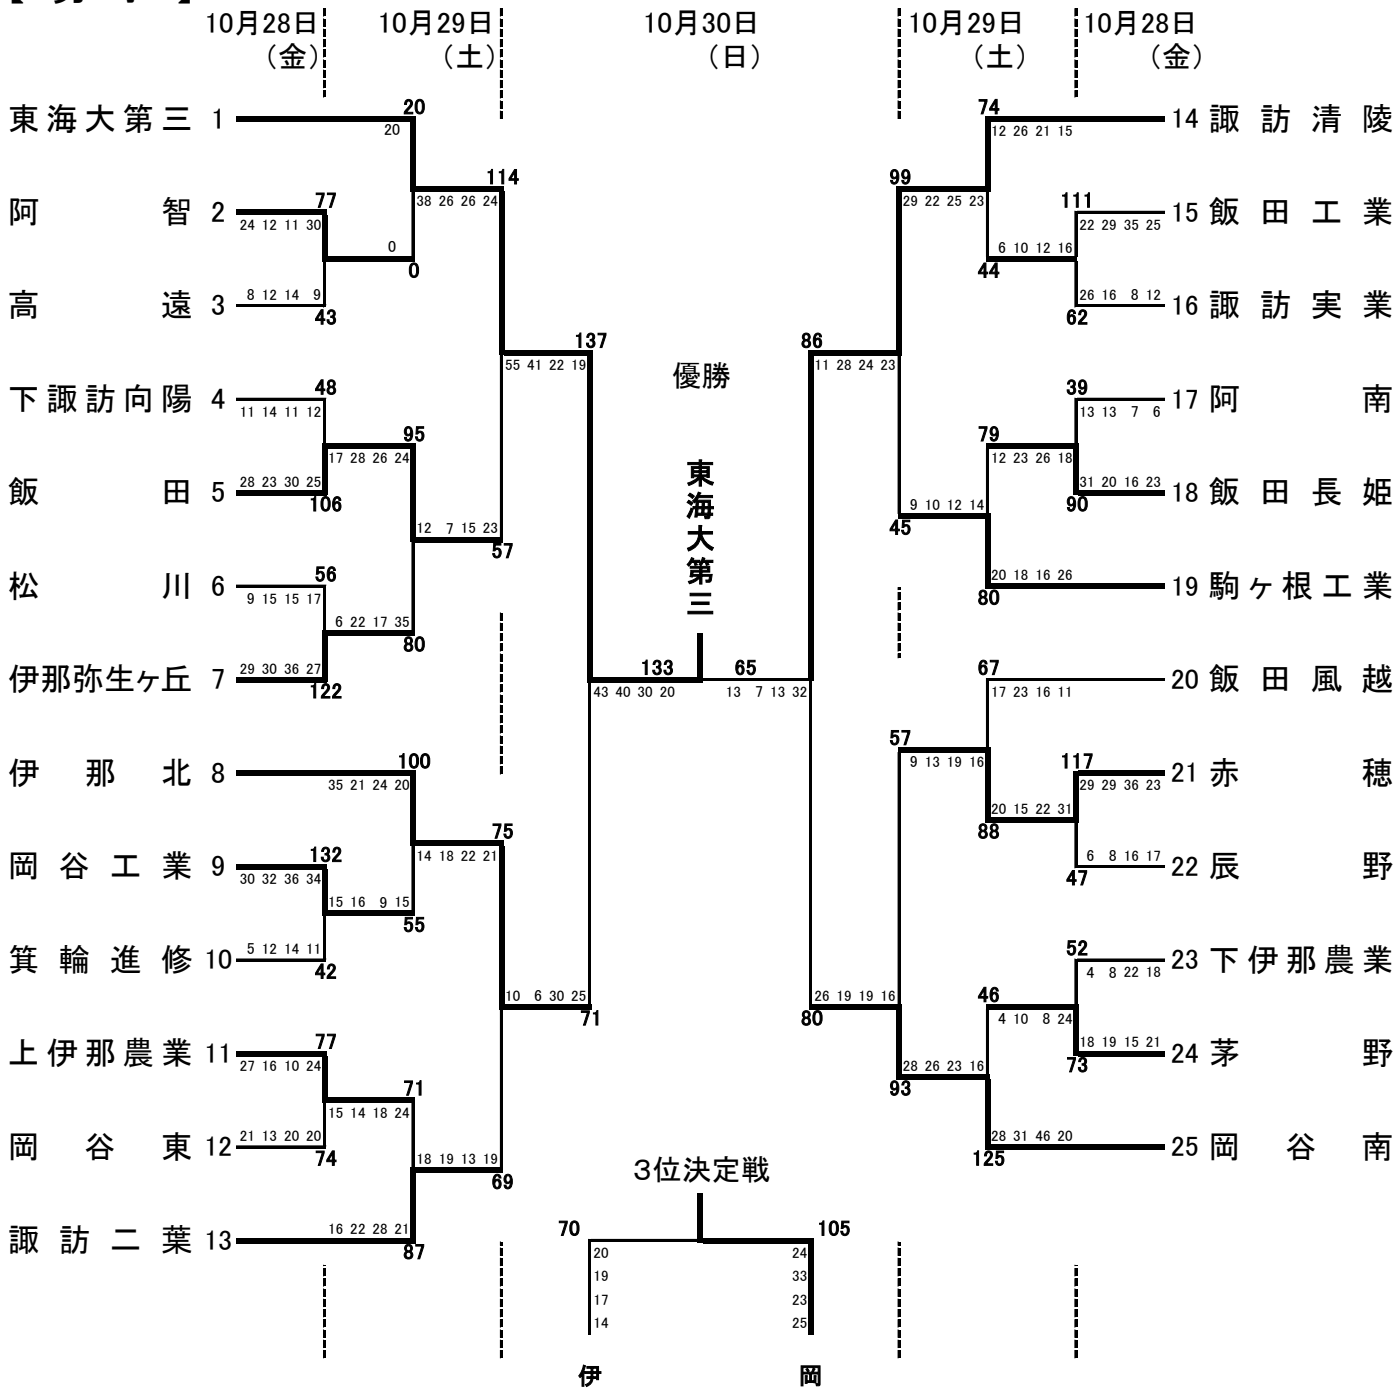 10月28日 10月29日 10月30日 10月29日 10月28日
（金） （土） （日） （土） （金）
東海大第三 1
20
20
阿智 2
77
24 12 11 30
0
0
高遠 3
8 12 14 9
43
114
38 26 26 24
下諏訪向陽 4
48
11 14 11 12
95
17 28 26 24
飯田 5
28 23 30 25
106
12 7 15 23
57
松川 6
56
9 15 15 17
6 22 17 35
80
伊那弥生ヶ丘 7
29 30 36 27
122
137
55 41 22 19
伊那北 8
100
35 21 24 20
75
14 18 22 21
岡谷工業 9
132
30 32 36 34
15 16 9 15
55
箕輪進修 10
5 12 14 11
42
10 6 30 25
71
上伊那農業 11
77
27 16 10 24
71
15 14 18 24
岡谷東 12
21 13 20 20
74
18 19 13 19
69
諏訪二葉 13
16 22 28 21
87
優勝
東海大第三
133 65
43 40 30 20
13 7 13 32
74
12 26 21 15
14 諏訪清陵
99
29 22 25 23
111
22 29 35 25
15 飯田工業
6 10 12 16
44
26 16 8 12
62
16 諏訪実業
86
11 28 24 23
39
13 13 7 6
17 阿南
79
12 23 26 18
31 20 16 23
90
18 飯田長姫
9 10 12 14
45
20 18 16 26
80
19 駒ヶ根工業
67
17 23 16 11
20 飯田風越
57
9 13 19 16
117
29 29 36 23
21 赤穂
20 15 22 31
88
6 8 16 17
47
22 辰野
26 19 19 16
80
52
4 8 22 18
23 下伊那農業
46
4 10 8 24
18 19 15 21
73
24 茅野
28 26 23 16
93
28 31 46 20
125
25 岡谷南
3位決定戦
70 105
20 24
19 33
17 23
14 25
伊 岡